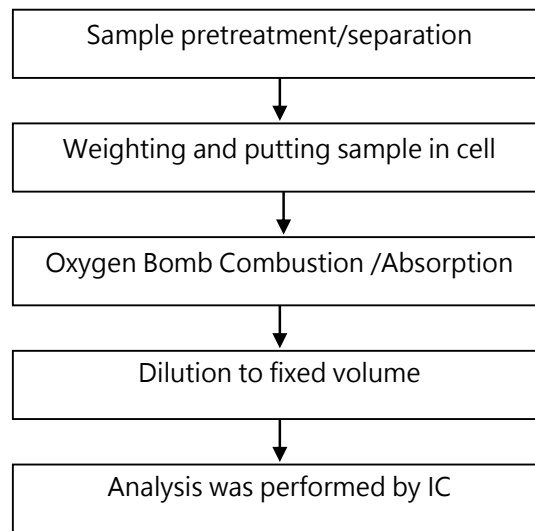 Sample pretreatment/separation
Weighting and putting sample in cell
Oxygen Bomb Combustion /Absorption
Dilution to fixed volume
Analysis was performed by IC